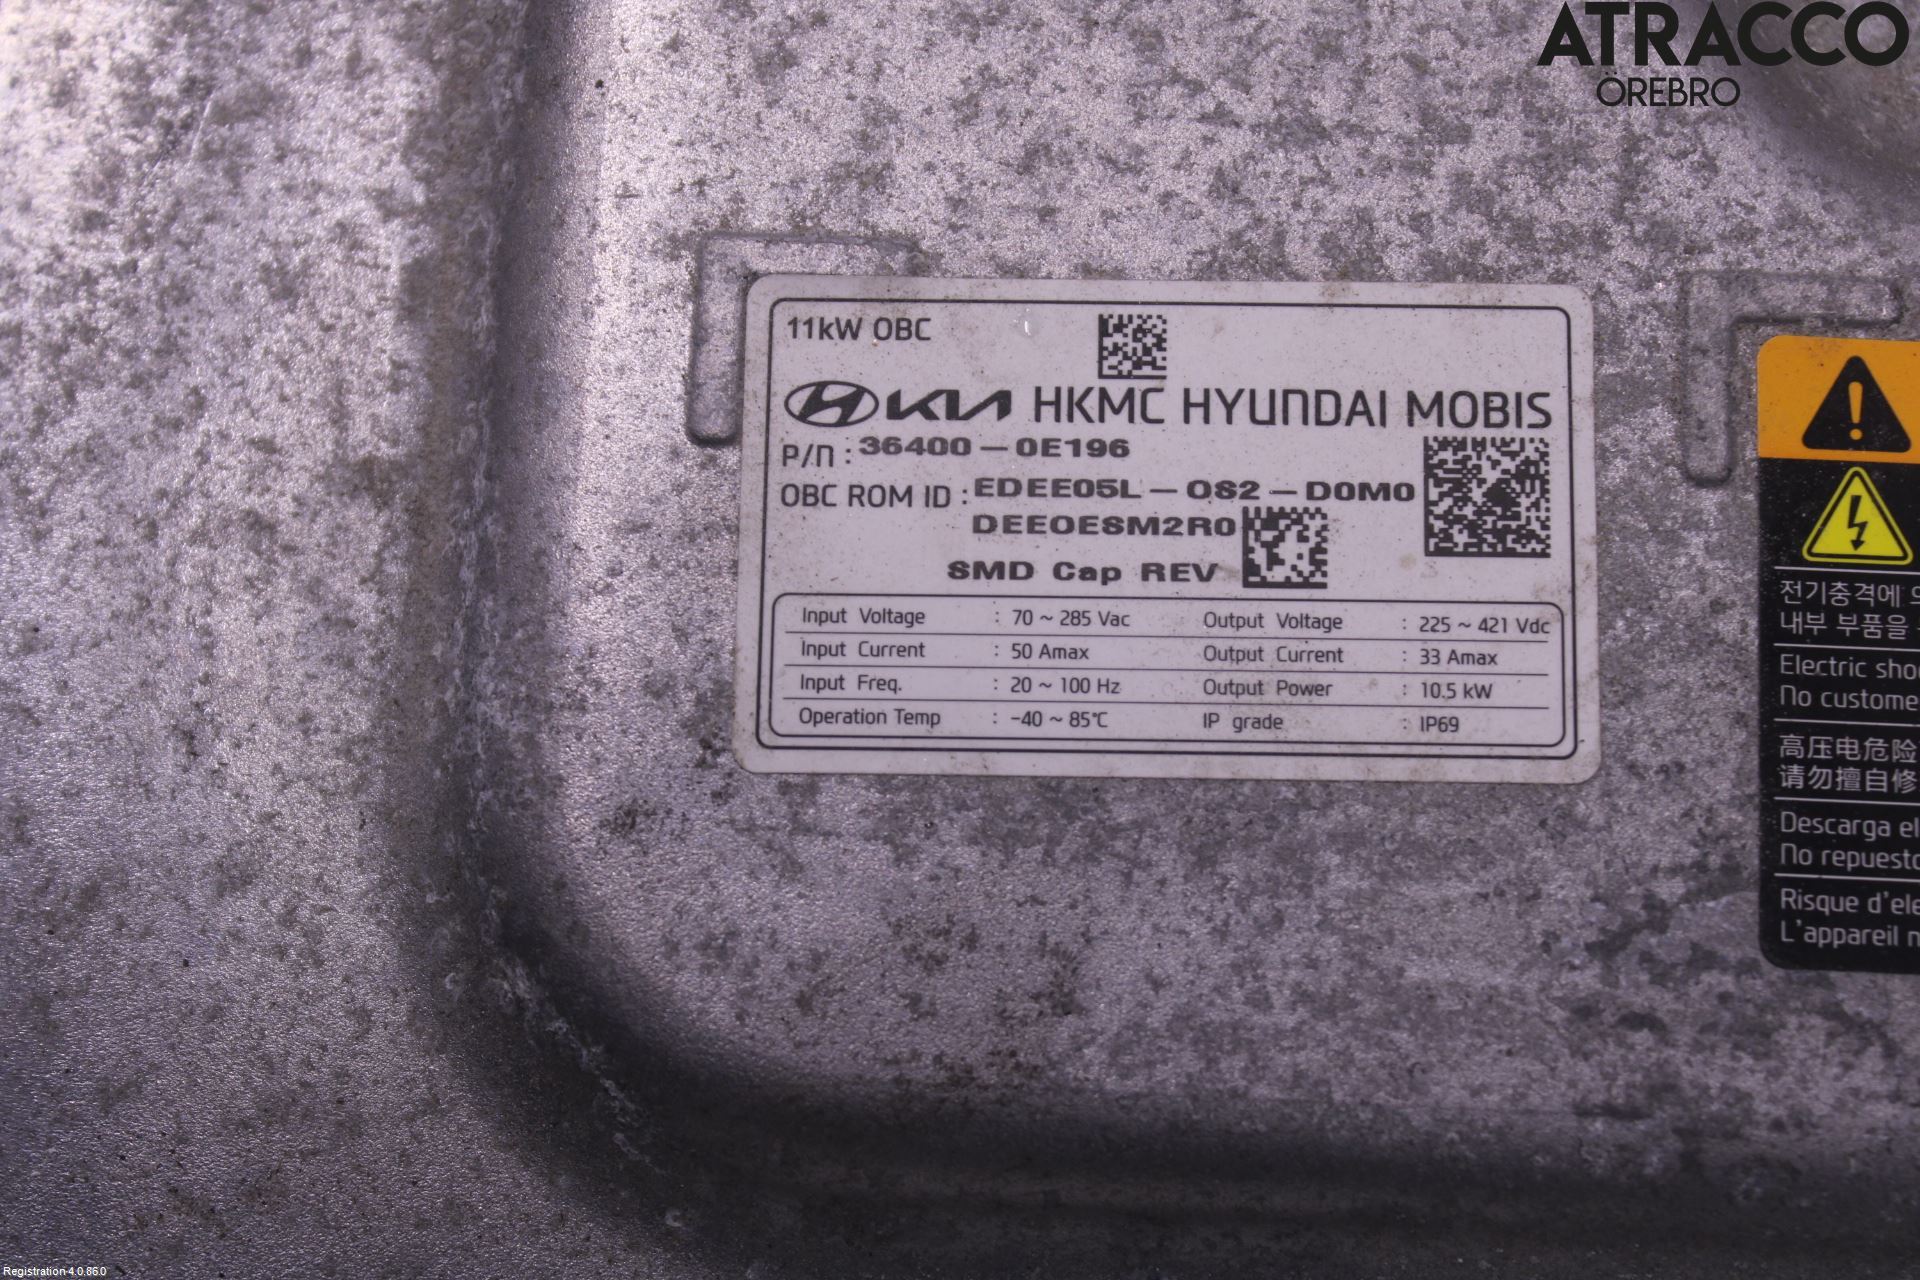 ATRACCO
ÖREBRO
11kW OBC
KIA HKMC HYUNDAI MOBIS
P/N : 36400-0E196
OBC ROM ID : EDEE05L-OS2-D0M0
DEEOESM2R0
SMD Cap REV
Input Voltage : 70 ~ 285 Vac Output Voltage : 225 ~ 421 Vdc
Input Current : 50 Amax Output Current : 33 Amax
Input Freq. : 20 ~ 100 Hz Output Power : 10.5 kW
Operation Temp : -40 ~ 85℃ IP grade : IP69
전기충격에
내부 부품을
Electric sho
No custome
高压电危险
请勿擅自修
Descarga el
No repuesto
Risque d'ele
L'appareil n
Registration-4.0.86.0